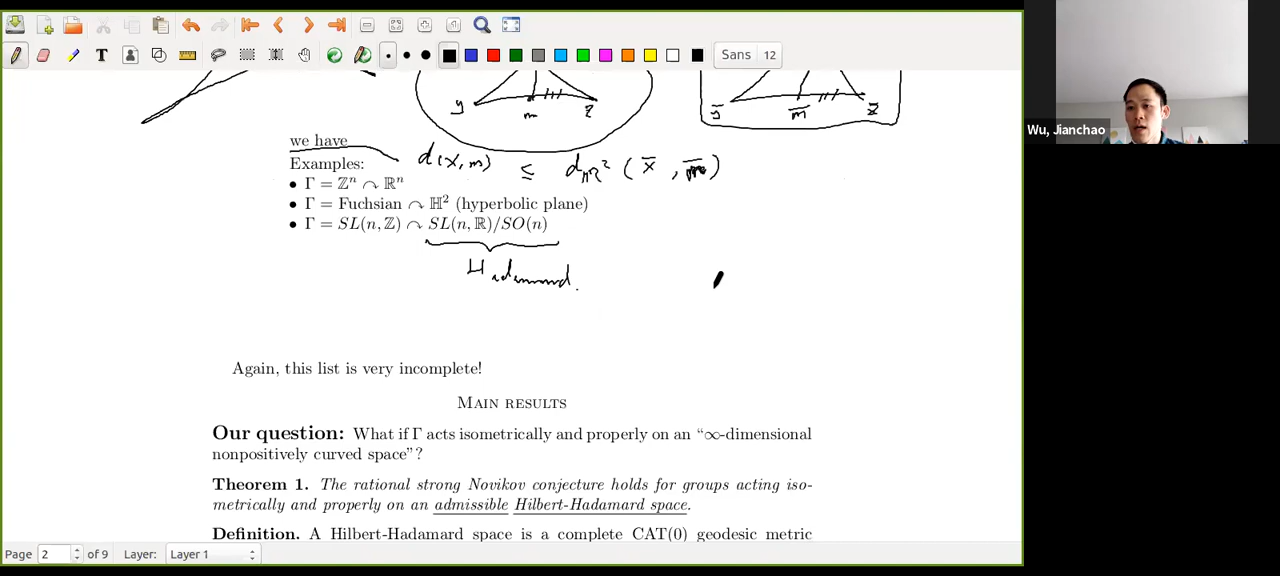 Sans 12
Wu, Jianchao
y m z
y̅ m̅ z̅
we have
d(x,m) ≤ d_{ℝ²}(x̅, m̅)
Examples:
• Γ = ℤⁿ ↷ ℝⁿ
• Γ = Fuchsian ↷ ℍ² (hyperbolic plane)
• Γ = SL(n, ℤ) ↷ SL(n, ℝ)/SO(n)
Hadamard.
Again, this list is very incomplete!
MAIN RESULTS
Our question: What if Γ acts isometrically and properly on an “∞-dimensional
nonpositively curved space”?
Theorem 1. The rational strong Novikov conjecture holds for groups acting iso-
metrically and properly on an admissible Hilbert-Hadamard space.
Definition. A Hilbert-Hadamard space is a complete CAT(0) geodesic metric
Page 2 of 9 Layer: Layer 1